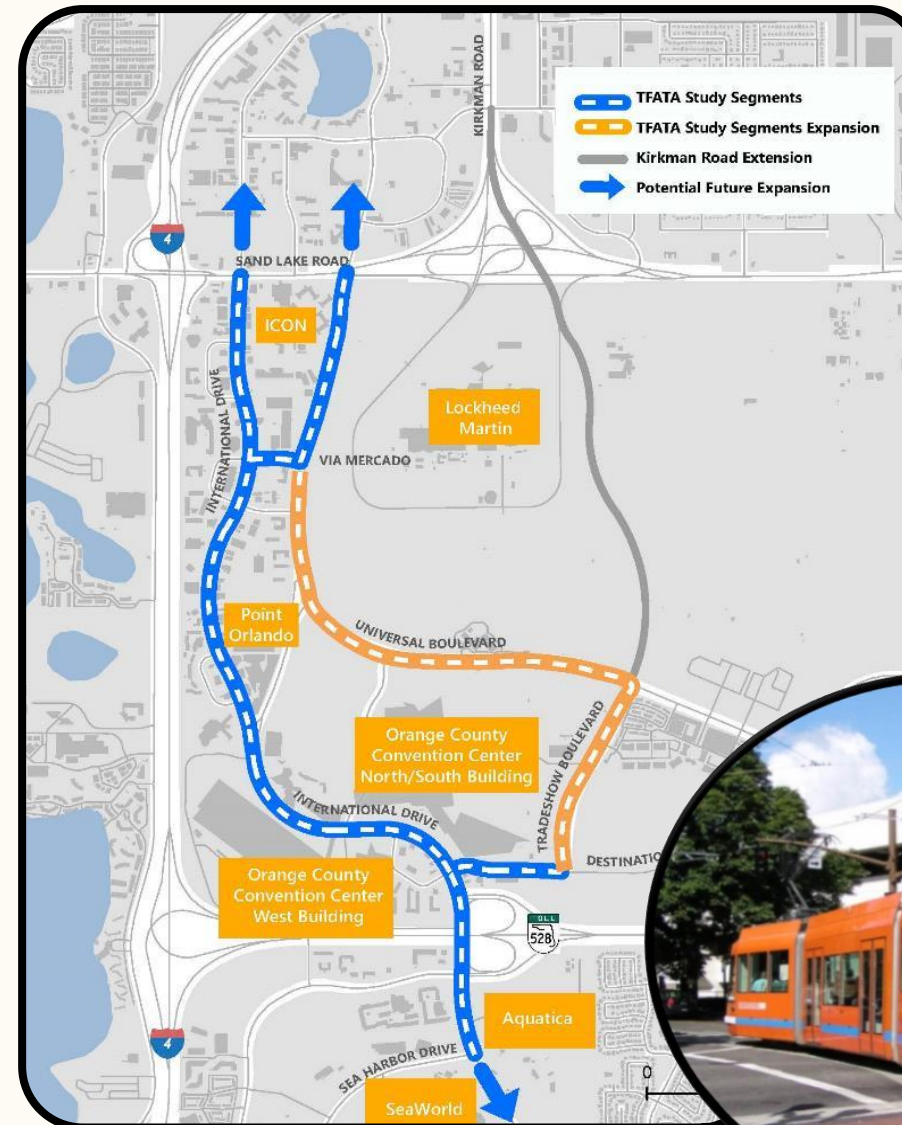 KIRKMAN ROAD
TFATA Study Segments
TFATA Study Segments Expansion
Kirkman Road Extension
Potential Future Expansion
4
SAND LAKE ROAD
ICON
INTERNATIONAL DRIVE
Lockheed
Martin
VIA MERCADO
Point
Orlando
UNIVERSAL BOULEVARD
Orange County
Convention Center
North/South Building
TRADESHOW BOULEVARD
INTERNATIONAL DRIVE
Orange County
Convention Center
West Building
TOLL
528
4
Aquatica
SEA HARBOR DRIVE
0
SeaWorld